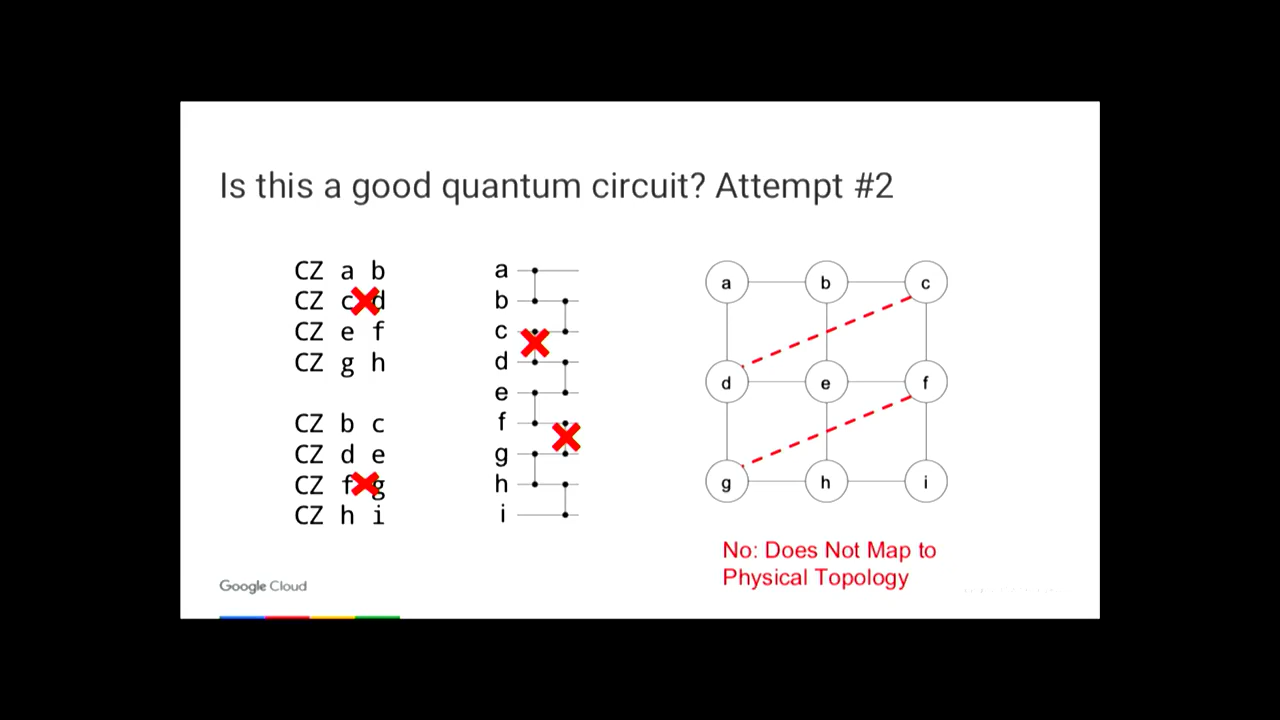 Is this a good quantum circuit? Attempt #2
CZ a b
CZ c d
CZ e f
CZ g h
CZ b c
CZ d e
CZ f g
CZ h i
a
b
c
d
e
f
g
h
i
a b c
d e f
g h i
No: Does Not Map to
Physical Topology
Google Cloud